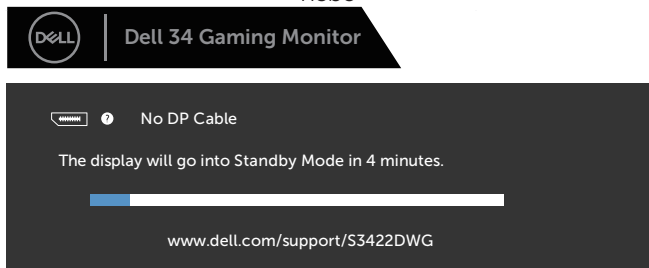 DELL
Dell 34 Gaming Monitor
? No DP Cable
The display will go into Standby Mode in 4 minutes.
www.dell.com/support/S3422DWG